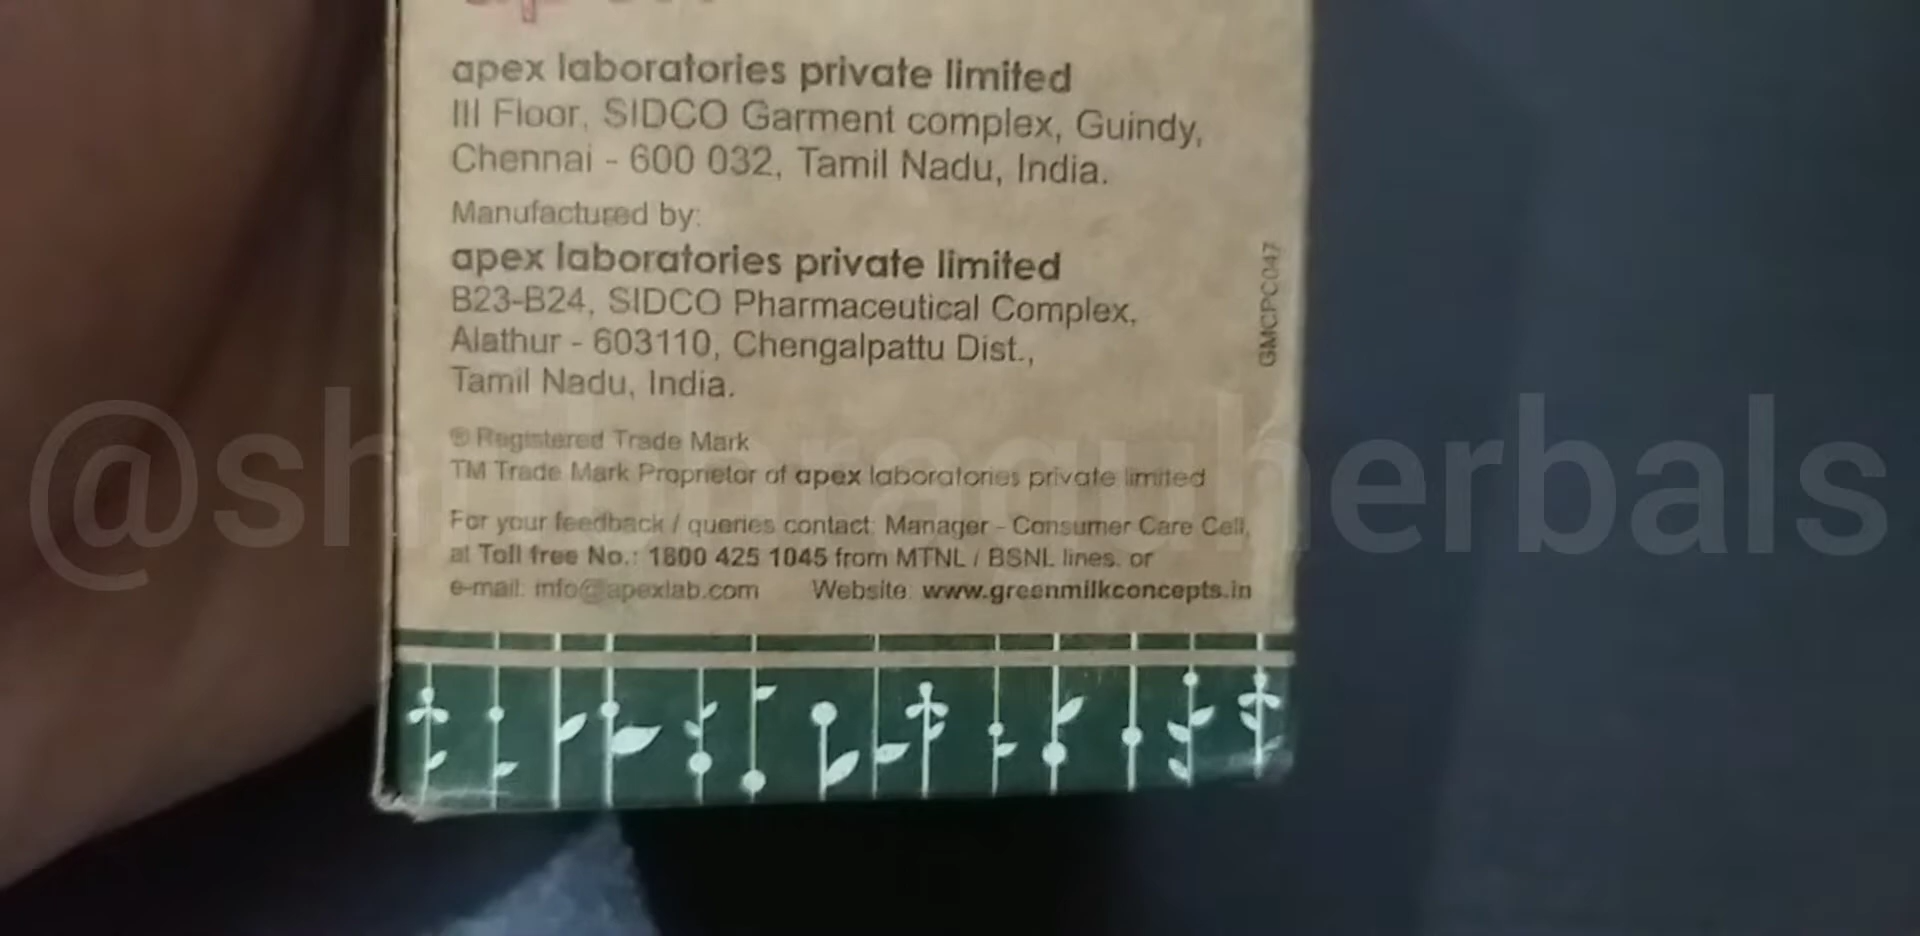 apex laboratories private limited
III Floor, SIDCO Garment complex, Guindy,
Chennai - 600 032, Tamil Nadu, India.
Manufactured by:
apex laboratories private limited
B23-B24, SIDCO Pharmaceutical Complex,
Alathur - 603110, Chengalpattu Dist.,
Tamil Nadu, India.
GMCPC047
® Registered Trade Mark
TM Trade Mark Proprietor of apex laboratories private limited
For your feedback / queries contact: Manager - Consumer Care Cell,
at Toll free No.: 1800 425 1045 from MTNL / BSNL lines. or
e-mail: info@apexlab.com Website: www.greenmilkconcepts.in